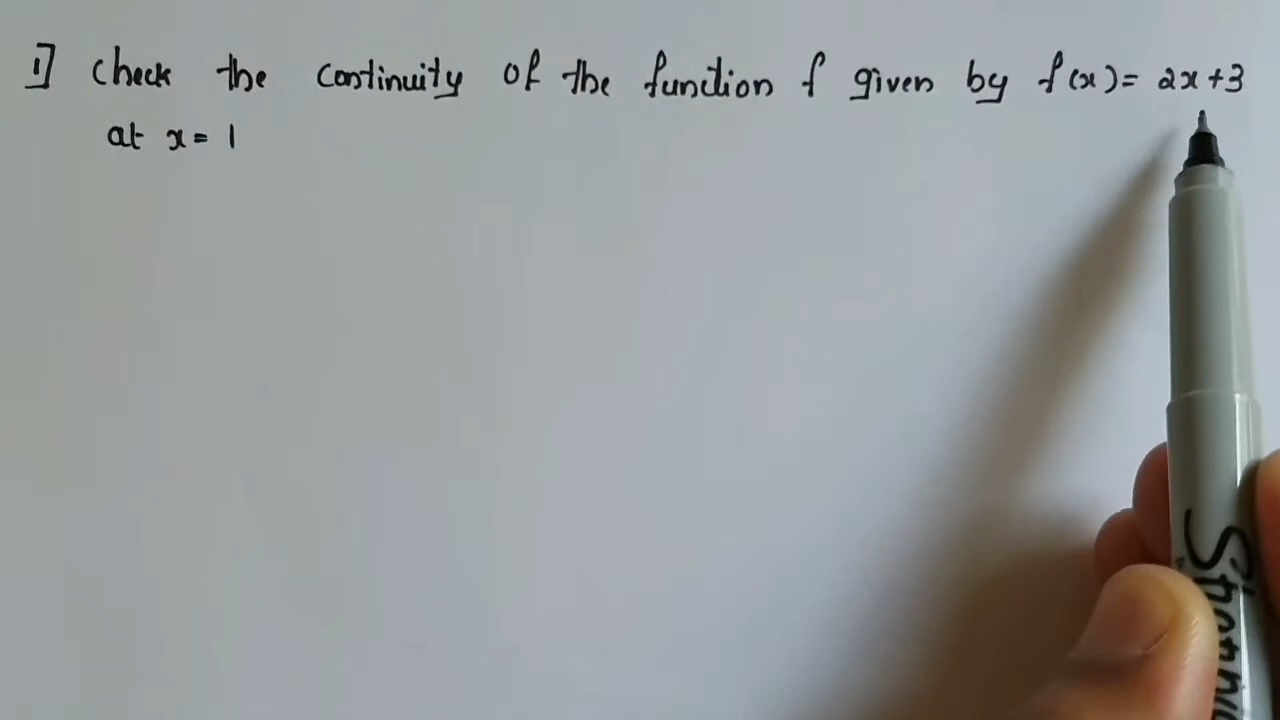 1] Check the continuity of the function f given by f(x)= 2x+3
at x = 1